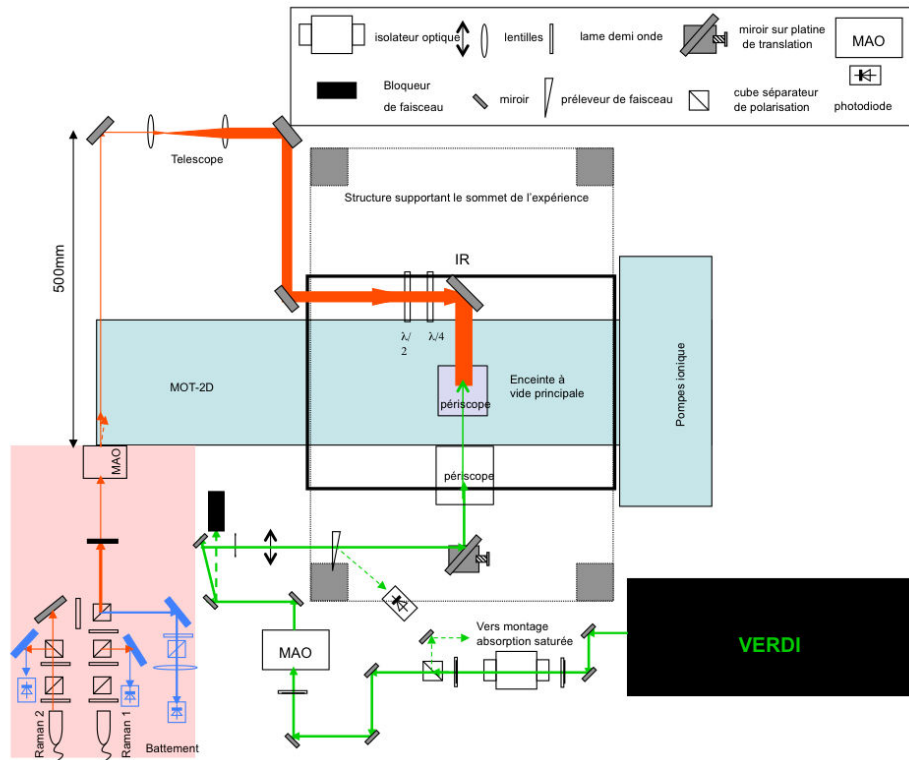 isolateur optique
lentilles
lame demi onde
miroir sur platine
de translation
MAO
Bloqueur
de faisceau
miroir
préleveur de faisceau
cube séparateur
de polarisation
photodiode
Telescope
Structure supportant le sommet de l'expérience
500mm
IR
λ/
2
λ/4
MOT-2D
Enceinte à
vide principale
périscope
Pompes ionique
MAO
périscope
Vers montage
absorption saturée
VERDI
MAO
Raman 2
Raman 1
Battement